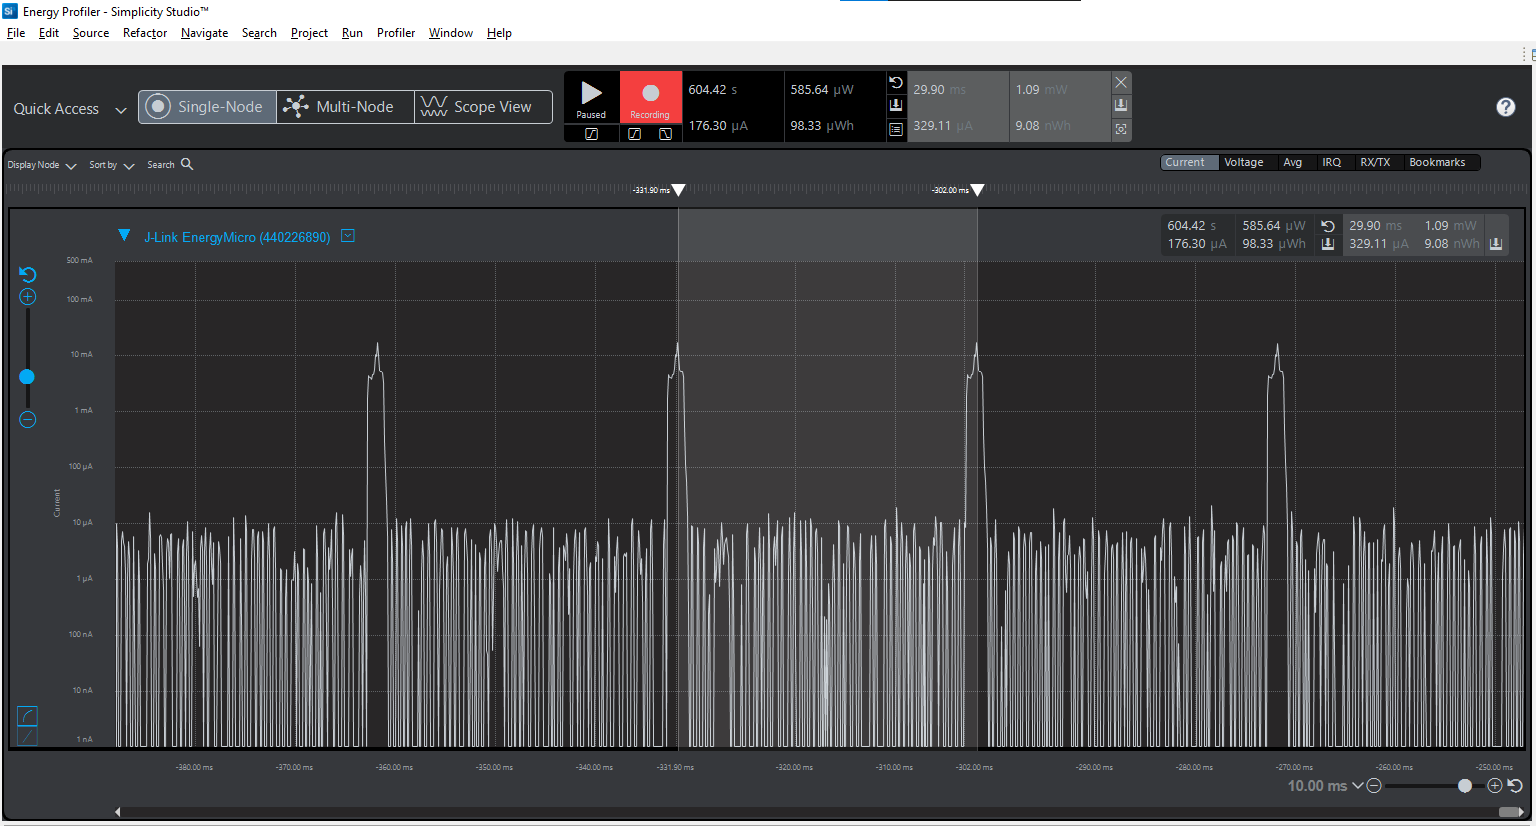 Energy Profiler - Simplicity Studio™
File Edit Source Refactor Navigate Search Project Run Profiler Window Help
Quick Access
Single-Node
Multi-Node
Scope View
Paused
Recording
604.42 s
585.64 µW
176.30 µA
98.33 µWh
29.90 ms
1.09 mW
329.11 µA
9.08 nWh
?
Display Node
Sort by
Search
Current Voltage Avg IRQ RX/TX Bookmarks
-331.90 ms
-302.00 ms
J-Link EnergyMicro (440226890)
604.42 s
585.64 µW
29.90 ms
1.09 mW
176.30 µA
98.33 µWh
329.11 µA
9.08 nWh
500 mA
100 mA
10 mA
1 mA
100 µA
10 µA
1 µA
100 nA
10 nA
1 nA
Current
-380.00 ms
-370.00 ms
-360.00 ms
-350.00 ms
-340.00 ms
-331.90 ms
-320.00 ms
-310.00 ms
-302.00 ms
-290.00 ms
-280.00 ms
-270.00 ms
-260.00 ms
-250.00 ms
10.00 ms